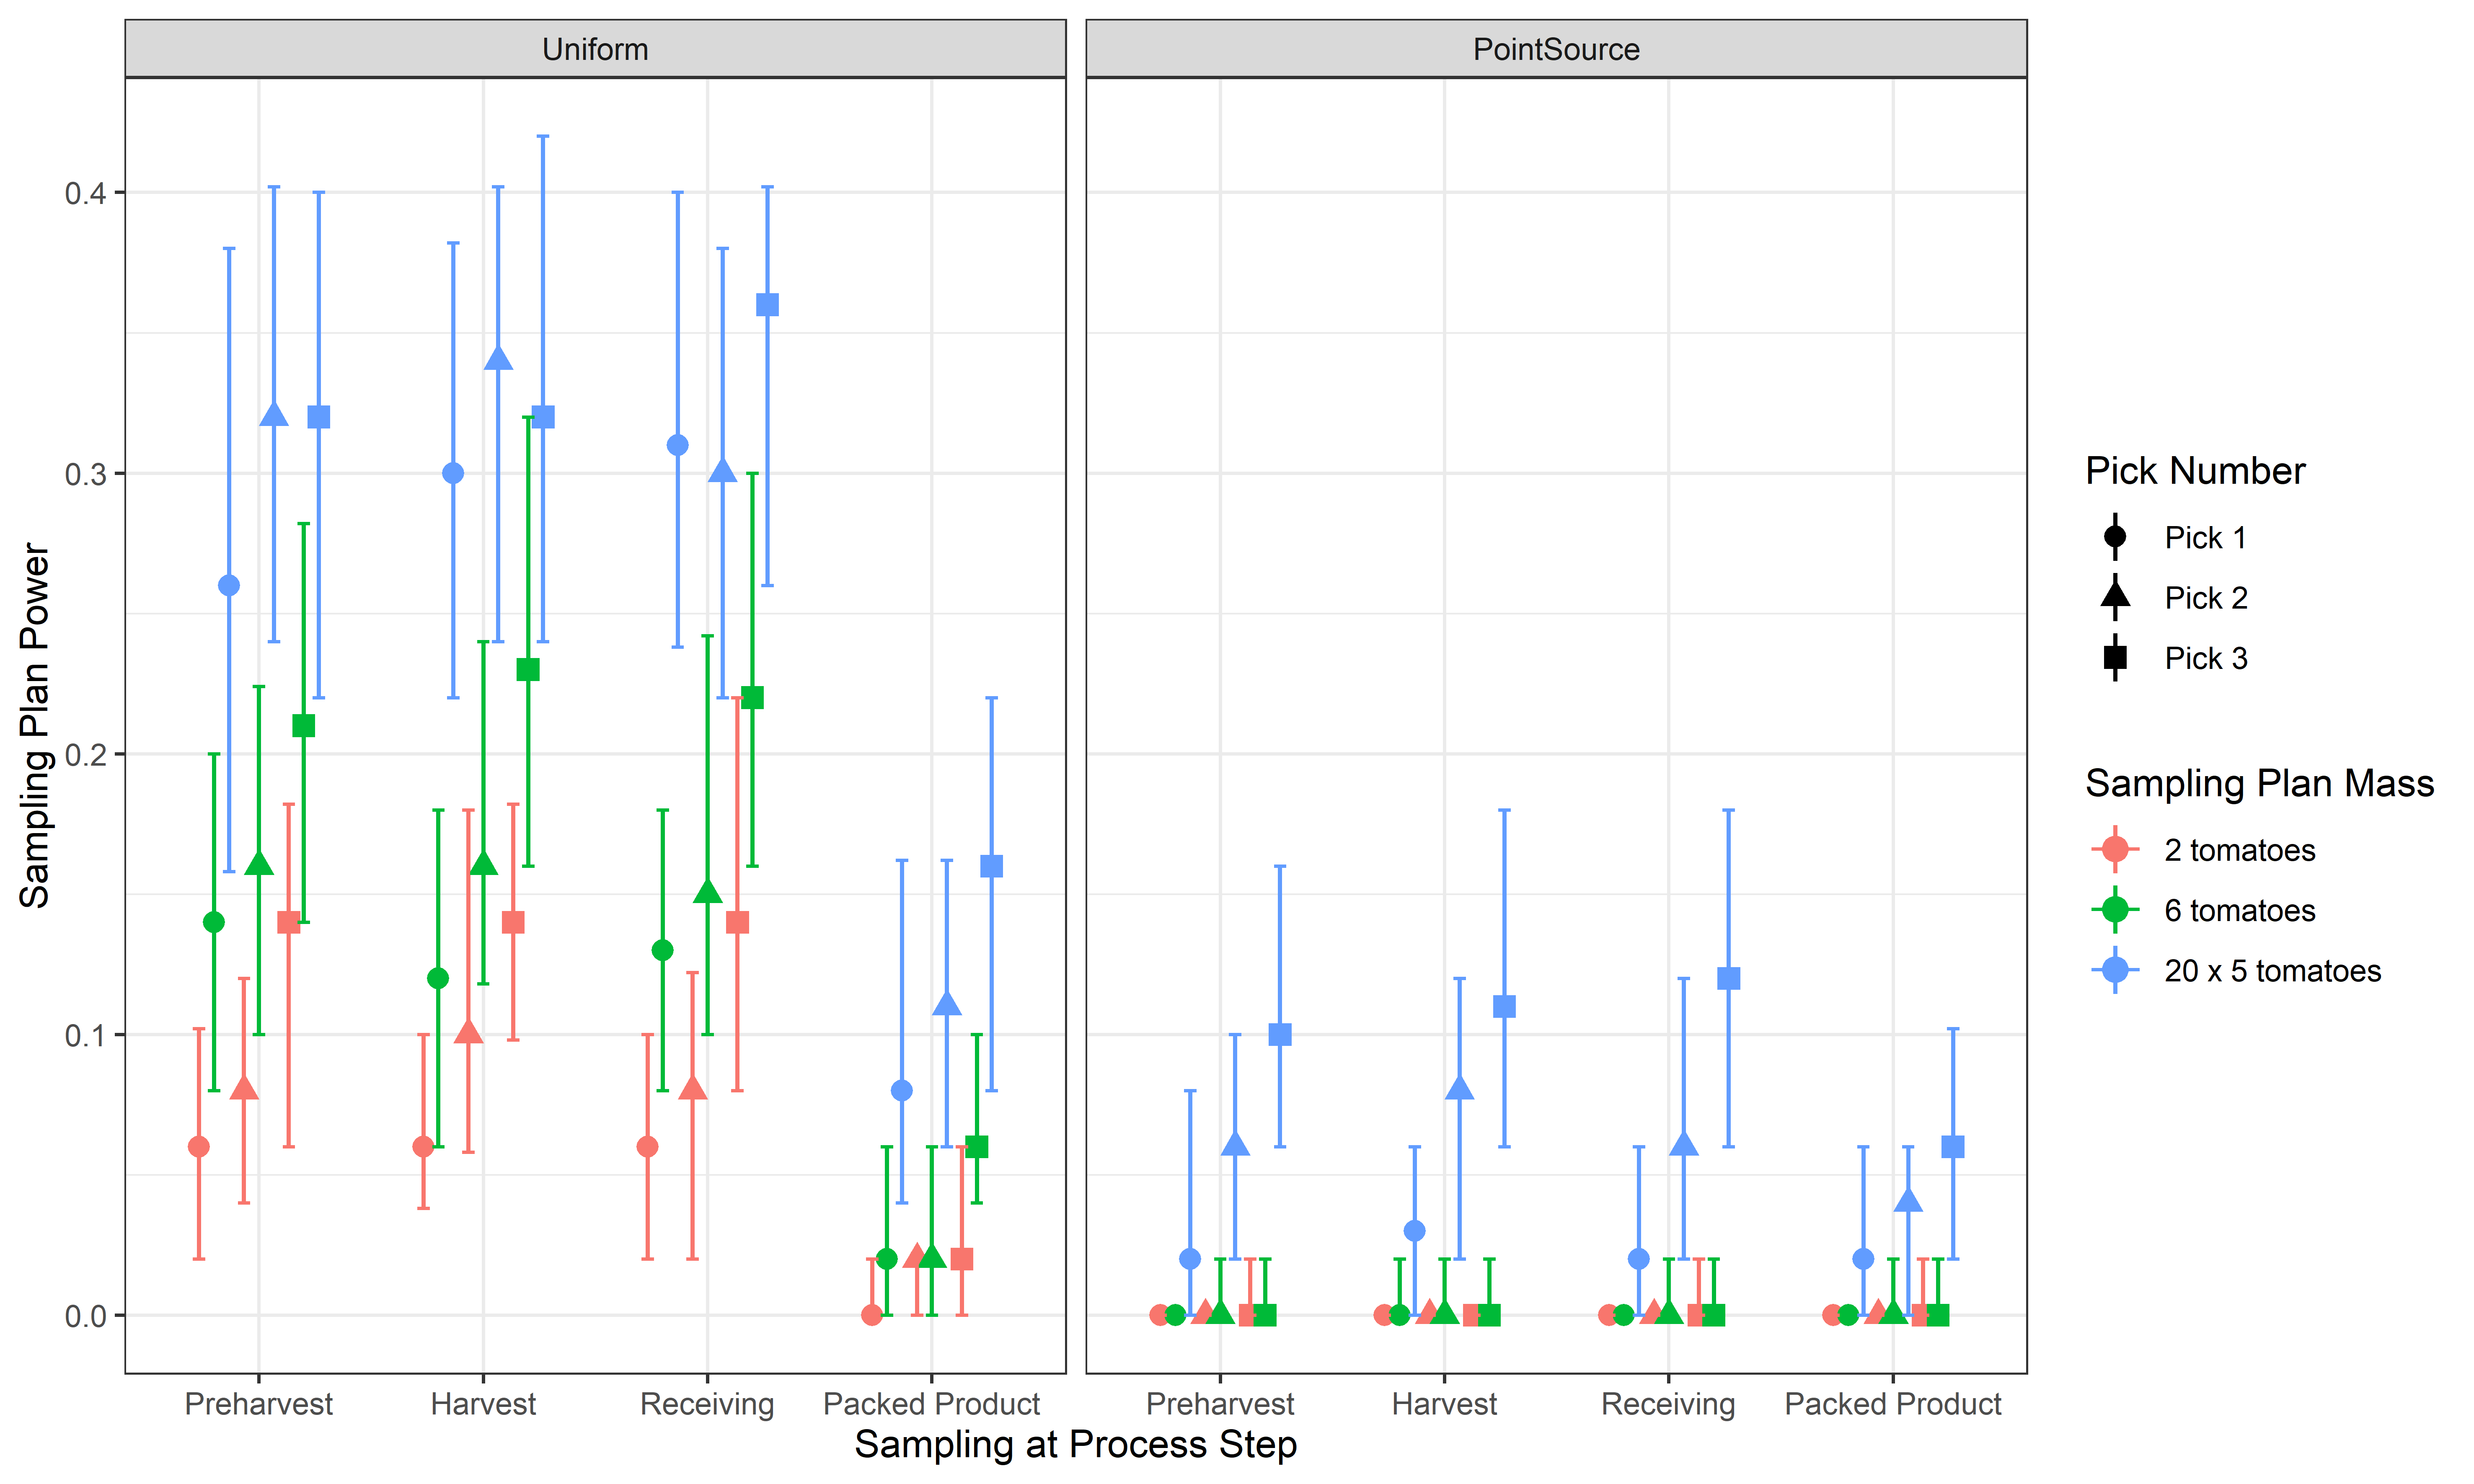 Uniform
PointSource
Sampling Plan Power
0.4
0.3
0.2
0.1
0.0
Preharvest
Harvest
Receiving
Packed Product
Preharvest
Harvest
Receiving
Packed Product
Sampling at Process Step
Pick Number
Pick 1
Pick 2
Pick 3
Sampling Plan Mass
2 tomatoes
6 tomatoes
20 x 5 tomatoes